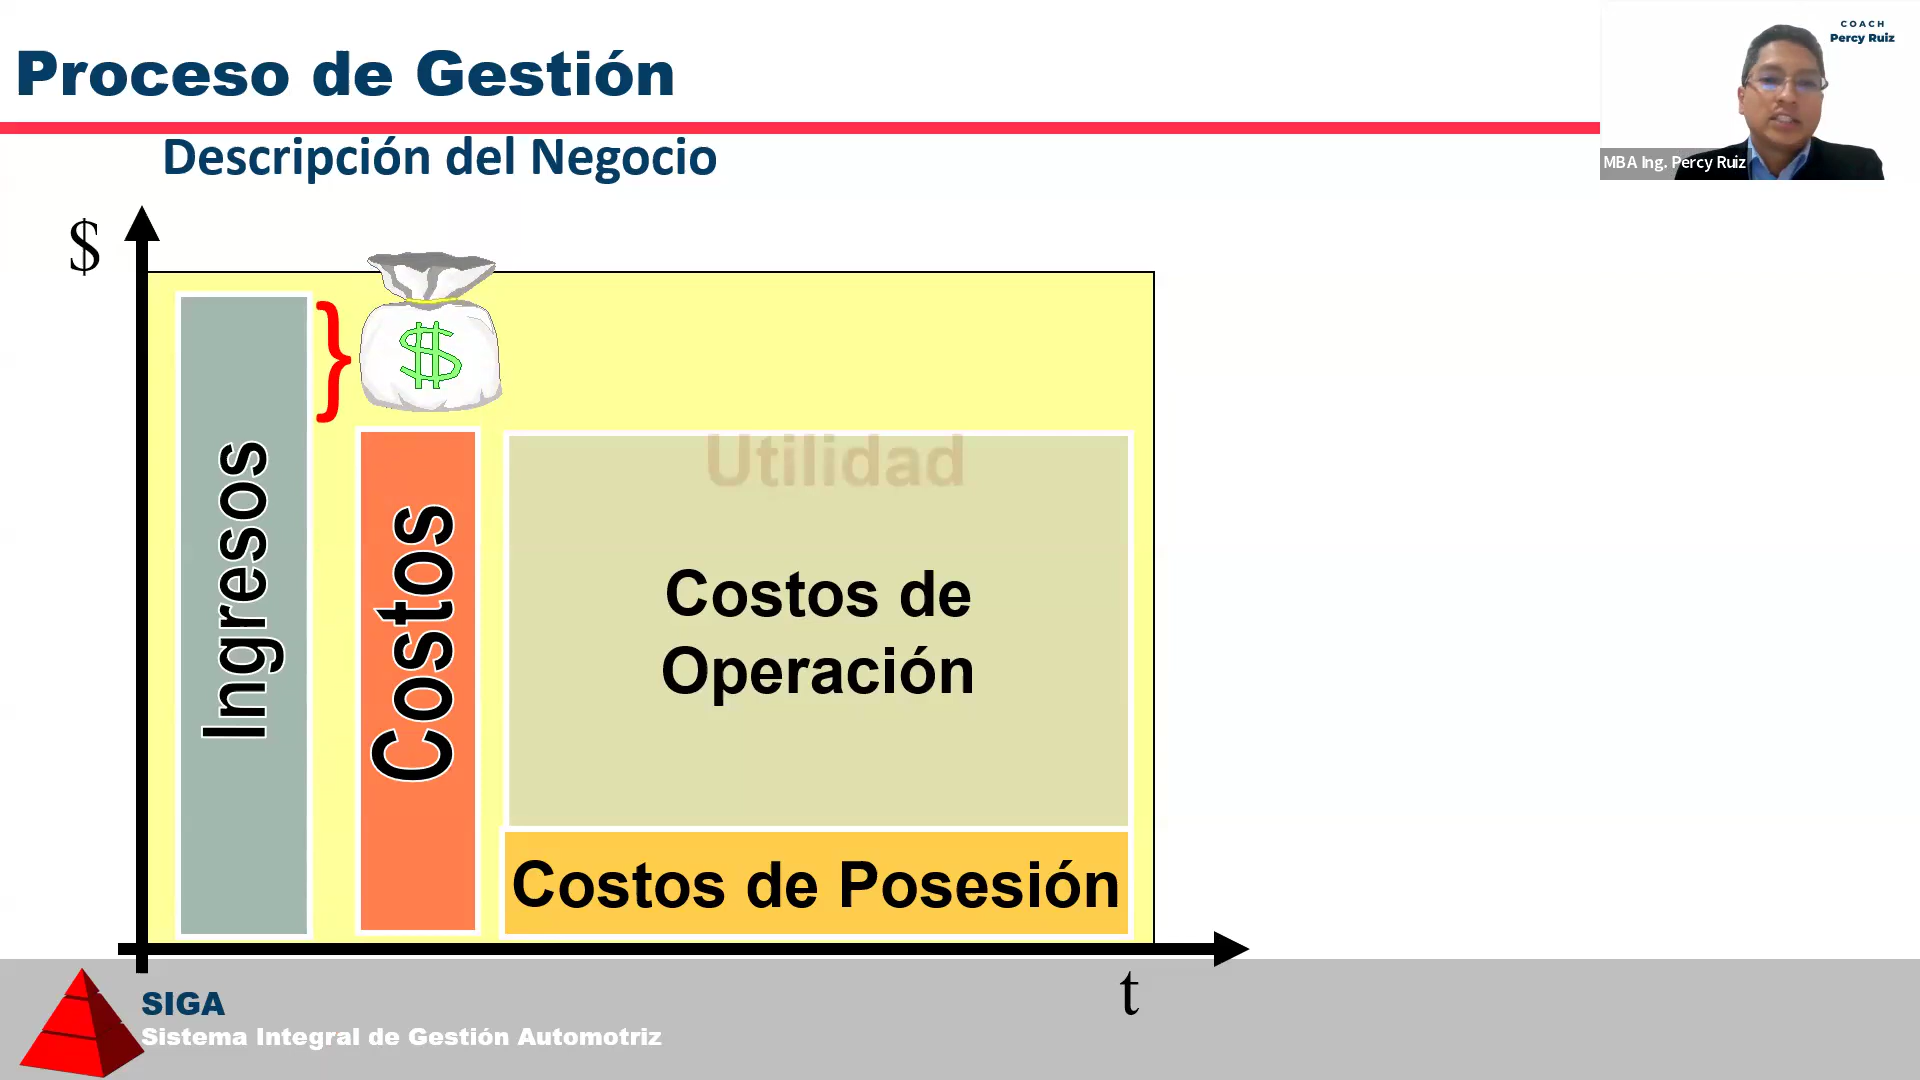 Proceso de Gestión
COACH
Percy Ruiz
MBA Ing. Percy Ruiz
Descripción del Negocio
$
$
Ingresos
Costos
Utilidad
Costos de
Operación
Costos de Posesión
t
SIGA
Sistema Integral de Gestión Automotriz